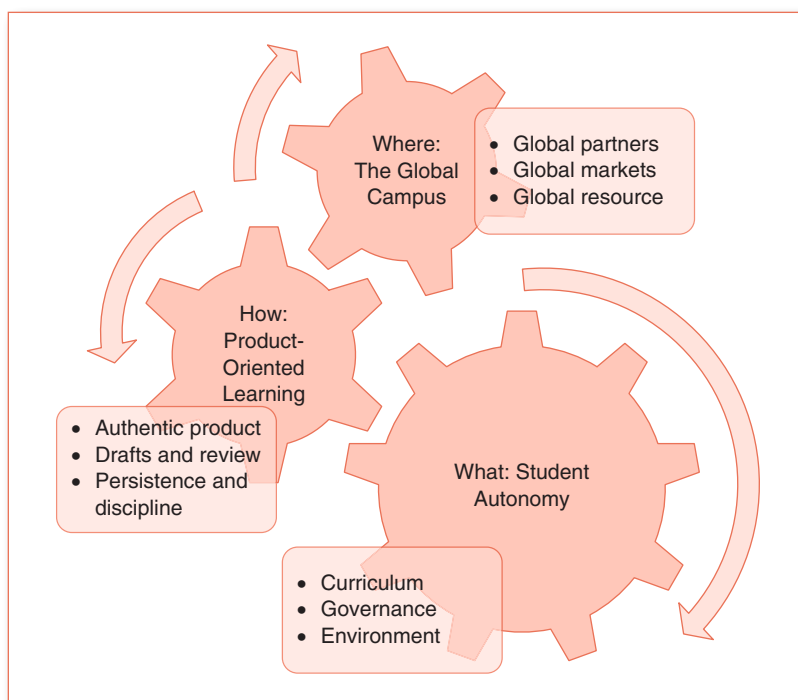 Where:
The Global
Campus
• Global partners
• Global markets
• Global resource
How:
Product-
Oriented
Learning
• Authentic product
• Drafts and review
• Persistence and
discipline
What: Student
Autonomy
• Curriculum
• Governance
• Environment